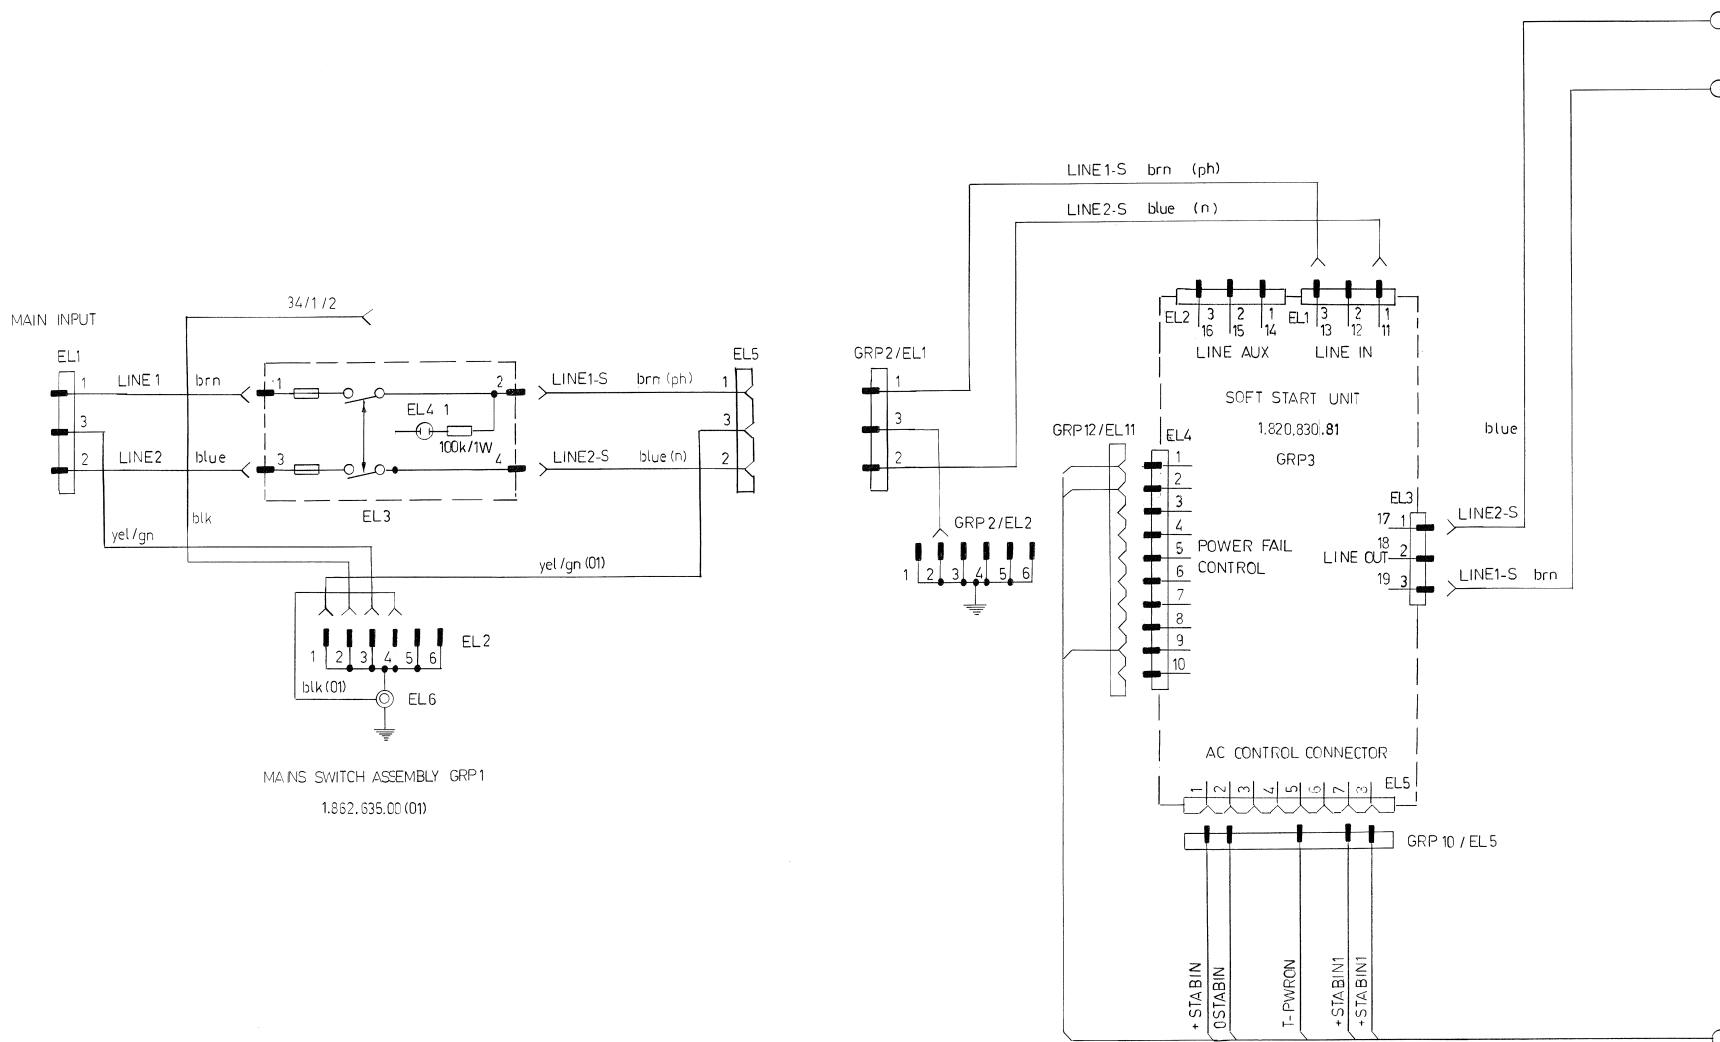 LINE1-S brn (ph)
LINE2-S blue (n)
34/1/2
MAIN INPUT
EL1
1
3
2
LINE1 brn
LINE2 blue
1
2
3
4
EL4 1
100k/1W
EL3
LINE1-S brn (ph)
LINE2-S blue (n)
EL5
1
3
2
blk
yel/gn
yel/gn (01)
1 2 3 4 5 6
EL2
blk (01)
EL6
MAINS SWITCH ASSEMBLY GRP1
1.862.635.00 (01)
GRP2/EL1
1
3
2
GRP2/EL2
1 2 3 4 5 6
EL2 3 2 1
16 15 14
EL1 3 2 1
13 12 11
LINE AUX LINE IN
SOFT START UNIT
1.820.830.81
GRP3
GRP12/EL11
EL4
1
2
3
4
5
6
7
8
9
10
POWER FAIL
CONTROL
EL3
17 1
18 2
19 3
LINE OUT
LINE2-S
LINE1-S brn
blue
AC CONTROL CONNECTOR
1 2 3 4 5 6 7 8
EL5
GRP 10 / EL5
+STABIN
0STABIN
T-PWRON
+STABIN1
+STABIN1